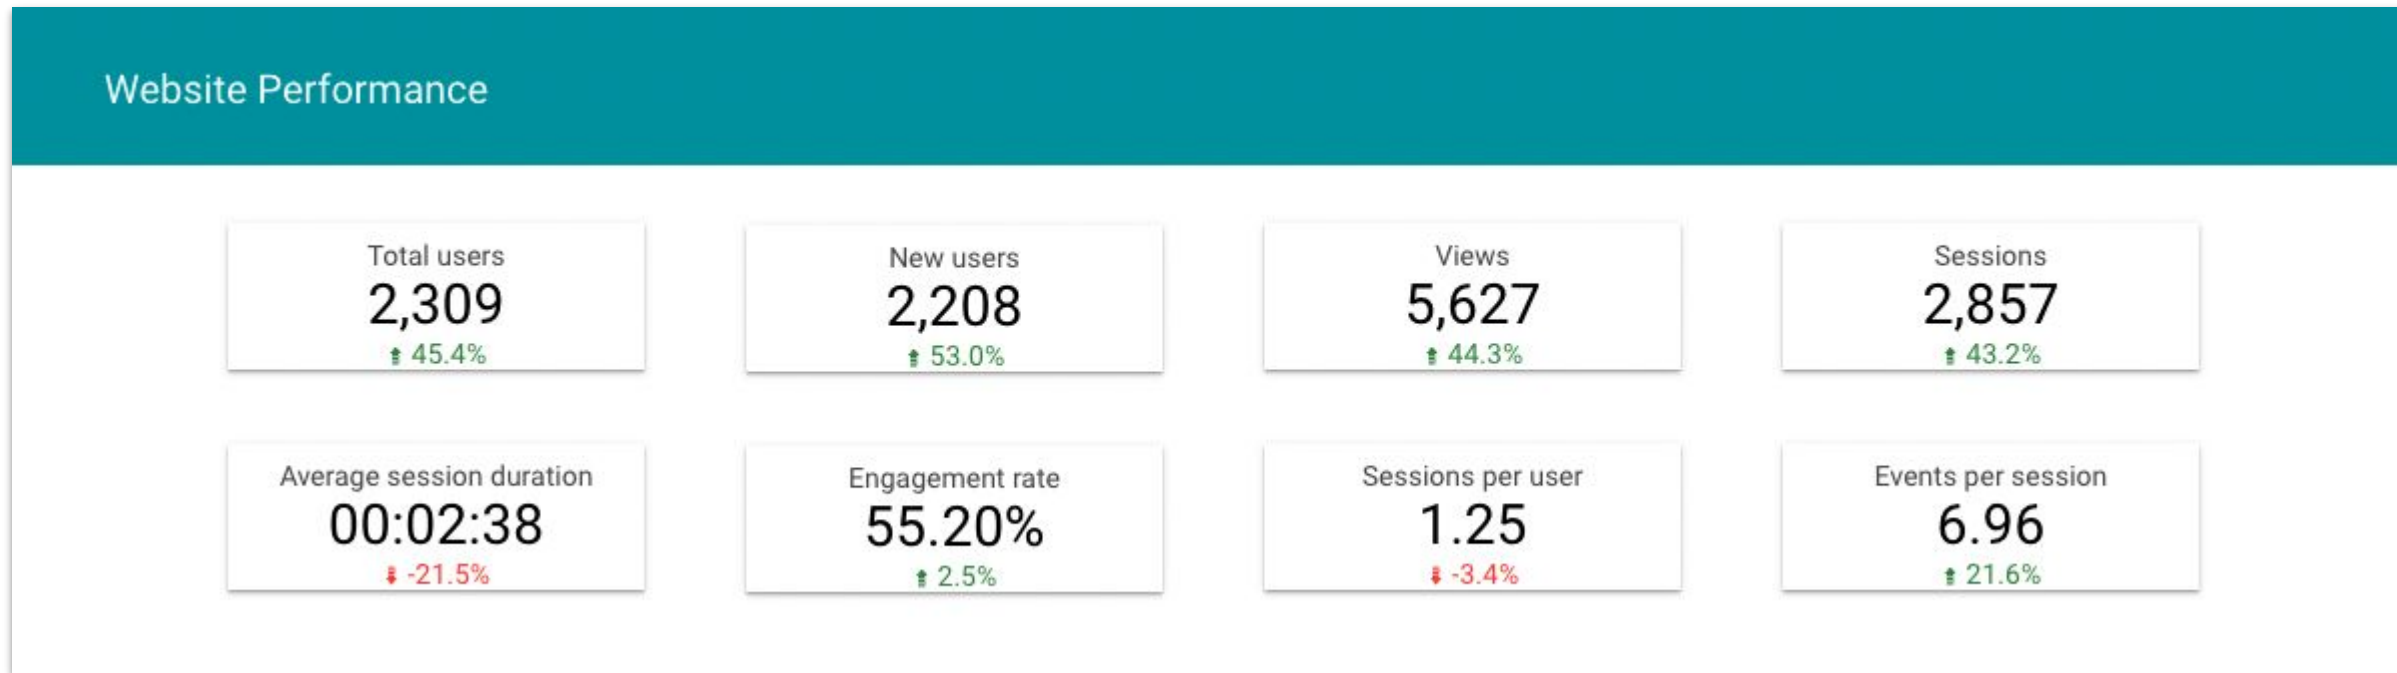 Website Performance
Total users
2,309
45.4%
New users
2,208
53.0%
Views
5,627
44.3%
Sessions
2,857
43.2%
Average session duration
00:02:38
-21.5%
Engagement rate
55.20%
2.5%
Sessions per user
1.25
-3.4%
Events per session
6.96
21.6%